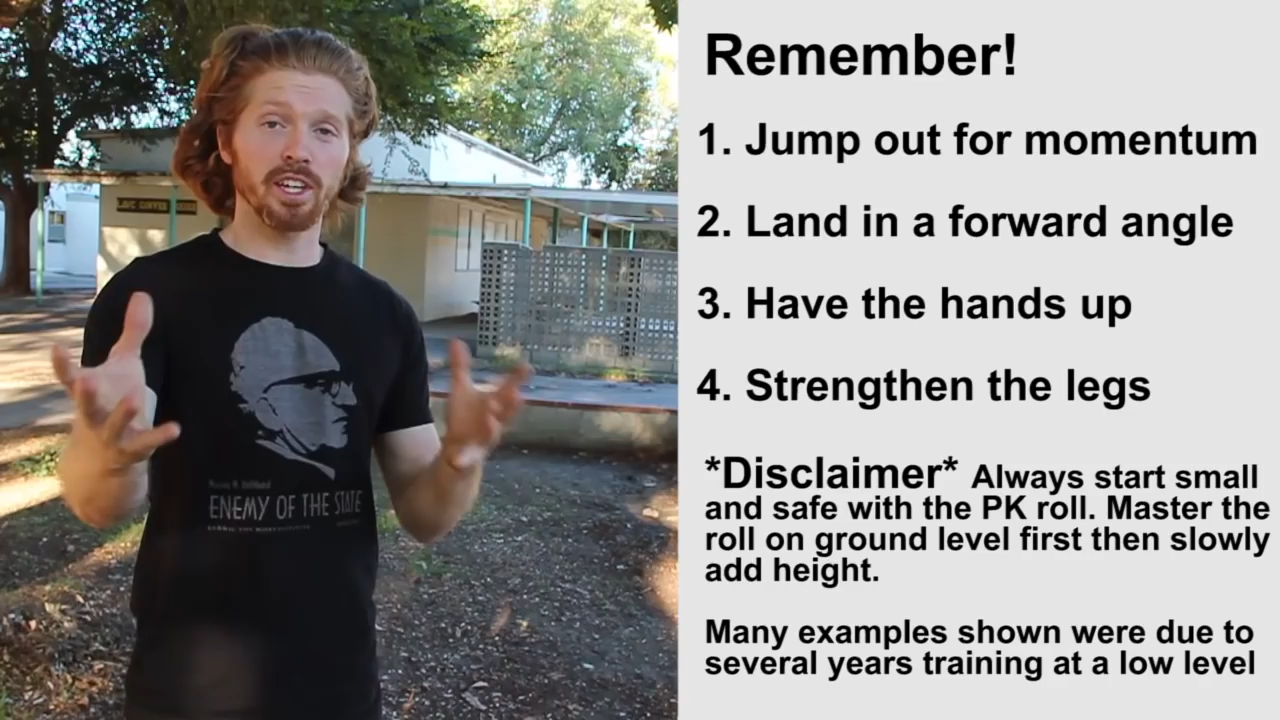 Remember!
1. Jump out for momentum
2. Land in a forward angle
3. Have the hands up
4. Strengthen the legs
*Disclaimer* Always start small
and safe with the PK roll. Master the
roll on ground level first then slowly
add height.
Many examples shown were due to
several years training at a low level
ENEMY OF THE STATE